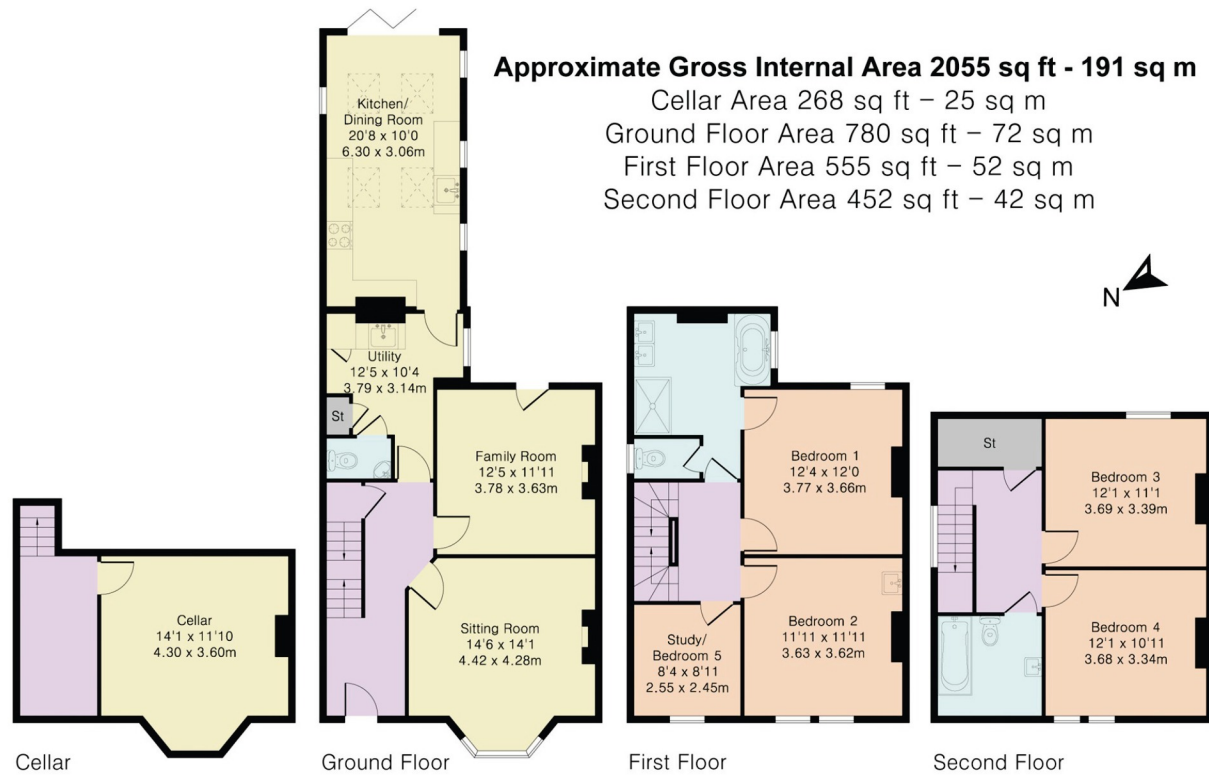 Approximate Gross Internal Area 2055 sq ft - 191 sq m
Cellar Area 268 sq ft – 25 sq m
Ground Floor Area 780 sq ft – 72 sq m
First Floor Area 555 sq ft – 52 sq m
Second Floor Area 452 sq ft – 42 sq m
N
Kitchen/
Dining Room
20'8 x 10'0
6.30 x 3.06m
Utility
12'5 x 10'4
3.79 x 3.14m
St
Family Room
12'5 x 11'11
3.78 x 3.63m
Sitting Room
14'6 x 14'1
4.42 x 4.28m
Cellar
14'1 x 11'10
4.30 x 3.60m
Bedroom 1
12'4 x 12'0
3.77 x 3.66m
Bedroom 2
11'11 x 11'11
3.63 x 3.62m
Study/
Bedroom 5
8'4 x 8'11
2.55 x 2.45m
St
Bedroom 3
12'1 x 11'1
3.69 x 3.39m
Bedroom 4
12'1 x 10'11
3.68 x 3.34m
Cellar
Ground Floor
First Floor
Second Floor